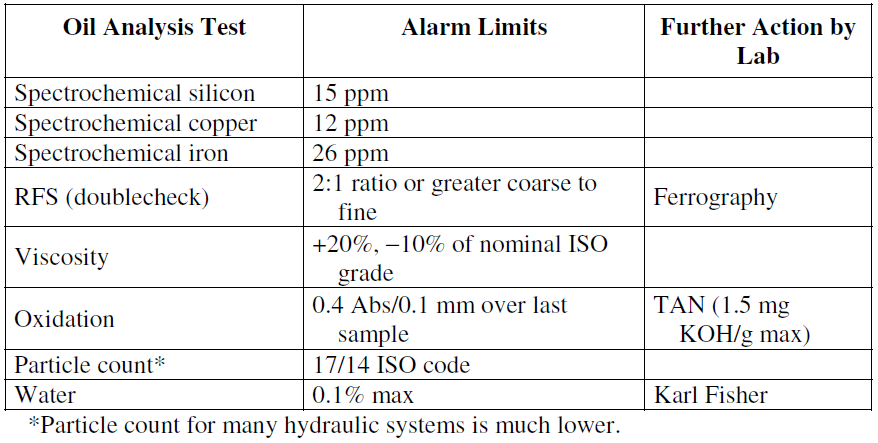 Oil Analysis Test Alarm Limits Further Action by
Lab
Spectrochemical silicon 15 ppm
Spectrochemical copper 12 ppm
Spectrochemical iron 26 ppm
RFS (doublecheck) 2:1 ratio or greater coarse to
fine Ferrography
Viscosity +20%, −10% of nominal ISO
grade
Oxidation 0.4 Abs/0.1 mm over last
sample TAN (1.5 mg
KOH/g max)
Particle count* 17/14 ISO code
Water 0.1% max Karl Fisher
*Particle count for many hydraulic systems is much lower.